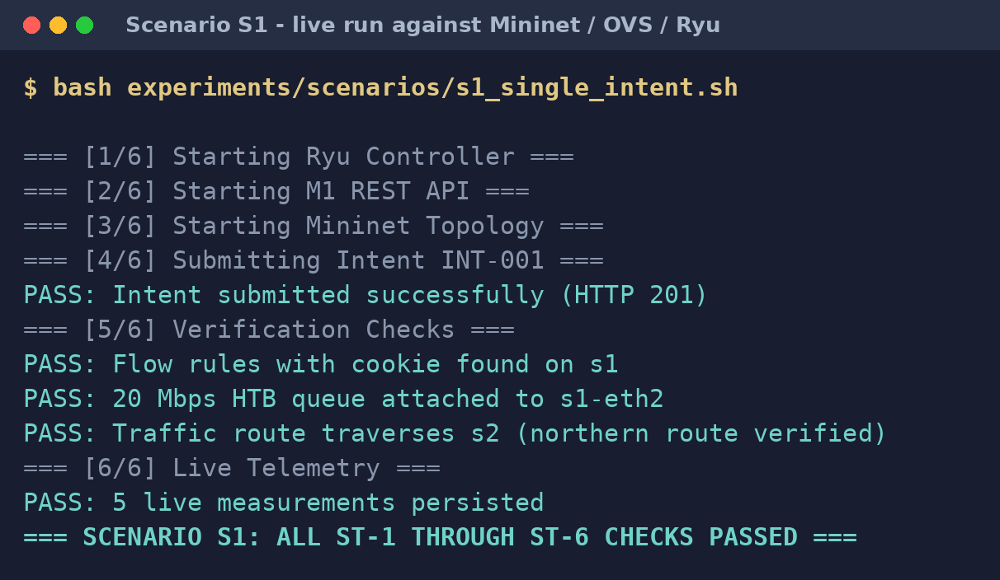 Scenario S1 - live run against Mininet / OVS / Ryu
$ bash experiments/scenarios/s1_single_intent.sh
=== [1/6] Starting Ryu Controller ===
=== [2/6] Starting M1 REST API ===
=== [3/6] Starting Mininet Topology ===
=== [4/6] Submitting Intent INT-001 ===
PASS: Intent submitted successfully (HTTP 201)
=== [5/6] Verification Checks ===
PASS: Flow rules with cookie found on s1
PASS: 20 Mbps HTB queue attached to s1-eth2
PASS: Traffic route traverses s2 (northern route verified)
=== [6/6] Live Telemetry ===
PASS: 5 live measurements persisted
=== SCENARIO S1: ALL ST-1 THROUGH ST-6 CHECKS PASSED ===